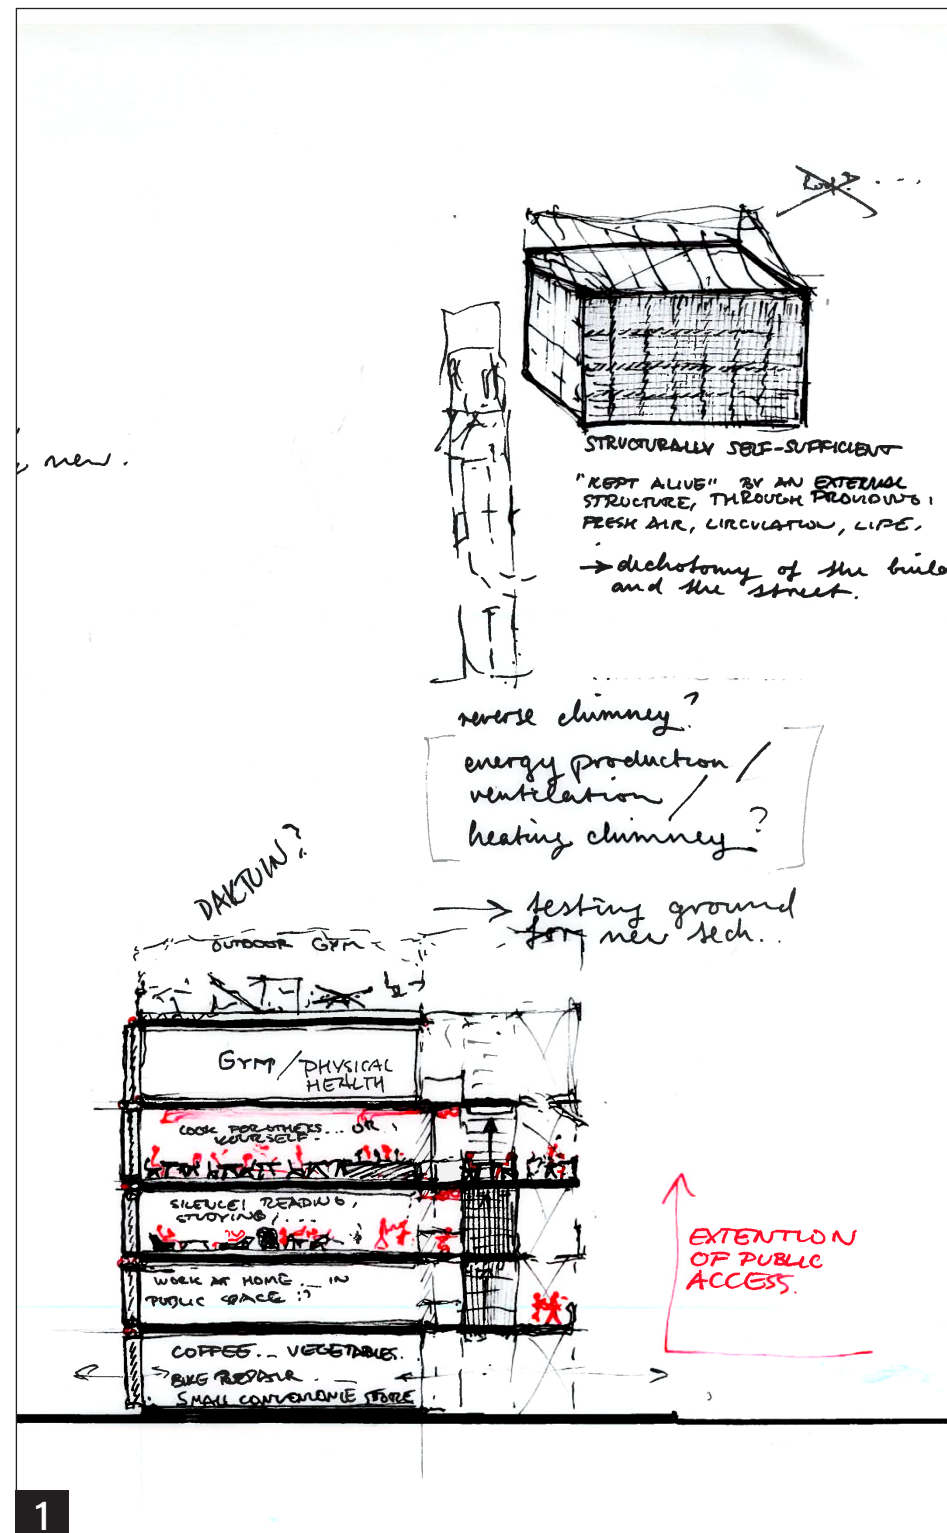 Roof?
new.
STRUCTURALLY SELF-SUFFICIENT
"KEPT ALIVE" BY AN EXTERNAL
STRUCTURE, THROUGH PROVIDING:
FRESH AIR, CIRCULATION, LIFE.
→ dichotomy of the buil
and the street.
reverse chimney?
energy production /
ventilation /
heating chimney?
→ testing ground
for new tech..
DAKTUIN?
OUTDOOR GYM
GYM / PHYSICAL
HEALTH
COOK FOR OTHERS... OR
YOURSELF.
SILENCE! READING,
STUDYING, ...
WORK AT HOME... IN
PUBLIC SPACE !?
EXTENTION
OF PUBLIC
ACCESS.
COFFEE... VEGETABLES.
BIKE REPAIR...
SMALL CONVENIENCE STORE
1